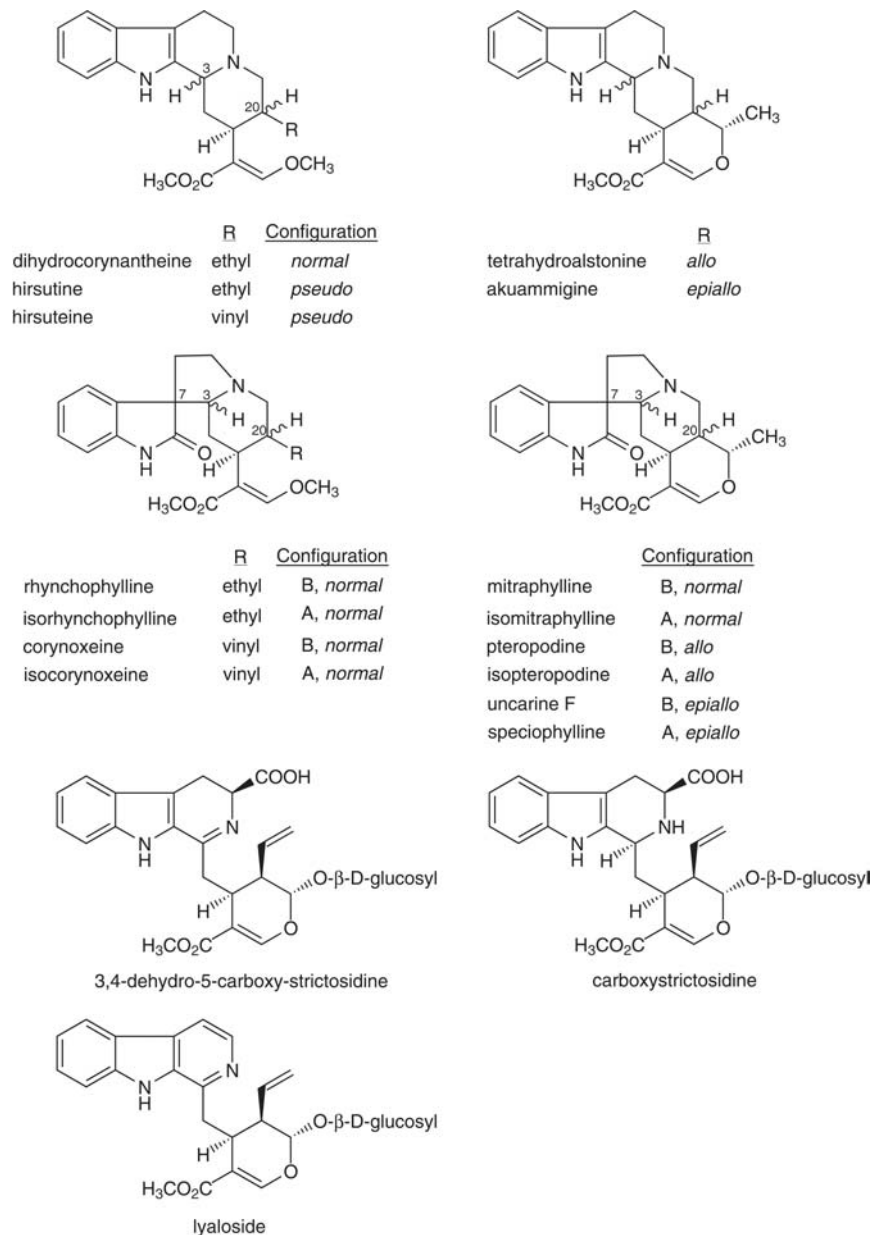 N
H
H
3
N
20
H
R
H
H3CO2C
OCH3
N
H
H
N
H
CH3
H
O
H3CO2C
R Configuration
dihydrocorynantheine ethyl normal
hirsutine ethyl pseudo
hirsuteine vinyl pseudo
R
tetrahydroalstonine allo
akuammigine epiallo
7
3
N
H
20
H
R
N
H
O
H
OCH3
H3CO2C
7
3
N
H
20
H
CH3
N
H
O
H
O
H3CO2C
R Configuration
rhynchophylline ethyl B, normal
isorhynchophylline ethyl A, normal
corynoxeine vinyl B, normal
isocorynoxeine vinyl A, normal
Configuration
mitraphylline B, normal
isomitraphylline A, normal
pteropodine B, allo
isopteropodine A, allo
uncarine F B, epiallo
speciophylline A, epiallo
COOH
N
N
H
O-β-D-glucosyl
H
O
H3CO2C
3,4-dehydro-5-carboxy-strictosidine
COOH
NH
N
H
H
O-β-D-glucosyl
H
O
H3CO2C
carboxystrictosidine
N
N
H
O-β-D-glucosyl
H
O
H3CO2C
lyaloside